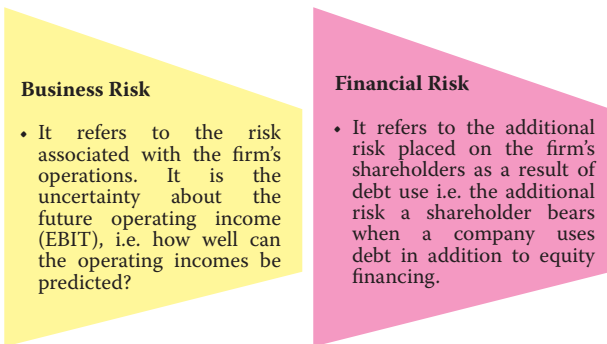 Business Risk
• It refers to the risk
associated with the firm's
operations. It is the
uncertainty about the
future operating income
(EBIT), i.e. how well can
the operating incomes be
predicted?
Financial Risk
• It refers to the additional
risk placed on the firm's
shareholders as a result of
debt use i.e. the additional
risk a shareholder bears
when a company uses
debt in addition to equity
financing.